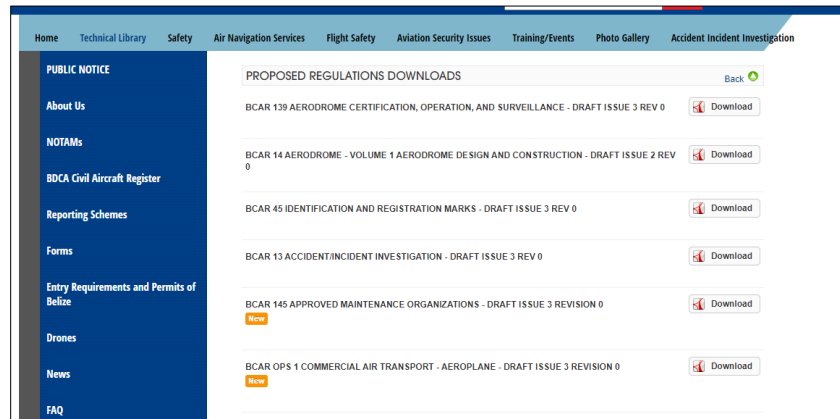 Home Technical Library Safety Air Navigation Services Flight Safety Aviation Security Issues Training/Events Photo Gallery Accident Incident Investigation
PUBLIC NOTICE
About Us
NOTAMs
BDCA Civil Aircraft Register
Reporting Schemes
Forms
Entry Requirements and Permits of
Belize
Drones
News
FAQ
PROPOSED REGULATIONS DOWNLOADS
Back
BCAR 139 AERODROME CERTIFICATION, OPERATION, AND SURVEILLANCE - DRAFT ISSUE 3 REV 0
Download
BCAR 14 AERODROME - VOLUME 1 AERODROME DESIGN AND CONSTRUCTION - DRAFT ISSUE 2 REV
0
Download
BCAR 45 IDENTIFICATION AND REGISTRATION MARKS - DRAFT ISSUE 3 REV 0
Download
BCAR 13 ACCIDENT/INCIDENT INVESTIGATION - DRAFT ISSUE 3 REV 0
Download
BCAR 145 APPROVED MAINTENANCE ORGANIZATIONS - DRAFT ISSUE 3 REVISION 0
New
Download
BCAR OPS 1 COMMERCIAL AIR TRANSPORT - AEROPLANE - DRAFT ISSUE 3 REVISION 0
New
Download